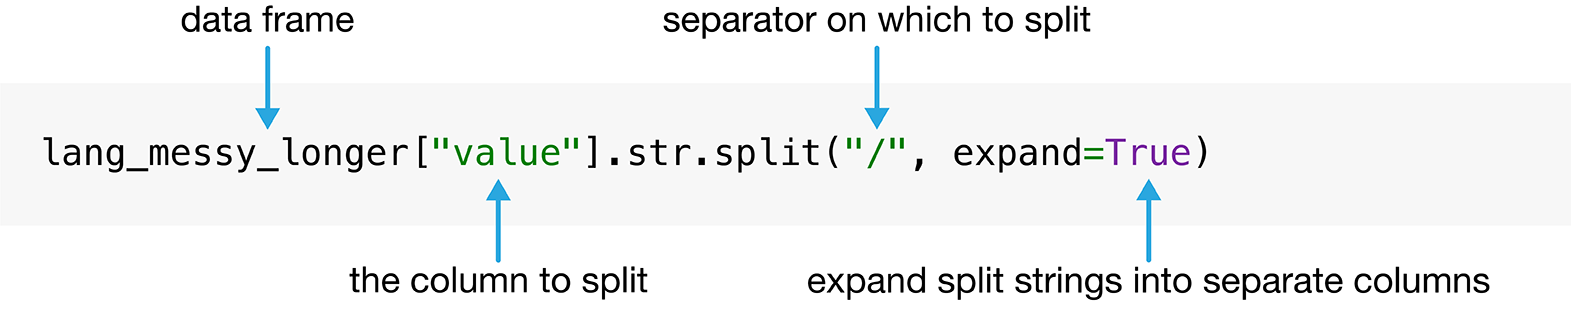 data frame
separator on which to split
lang_messy_longer["value"].str.split("/", expand=True)
the column to split
expand split strings into separate columns